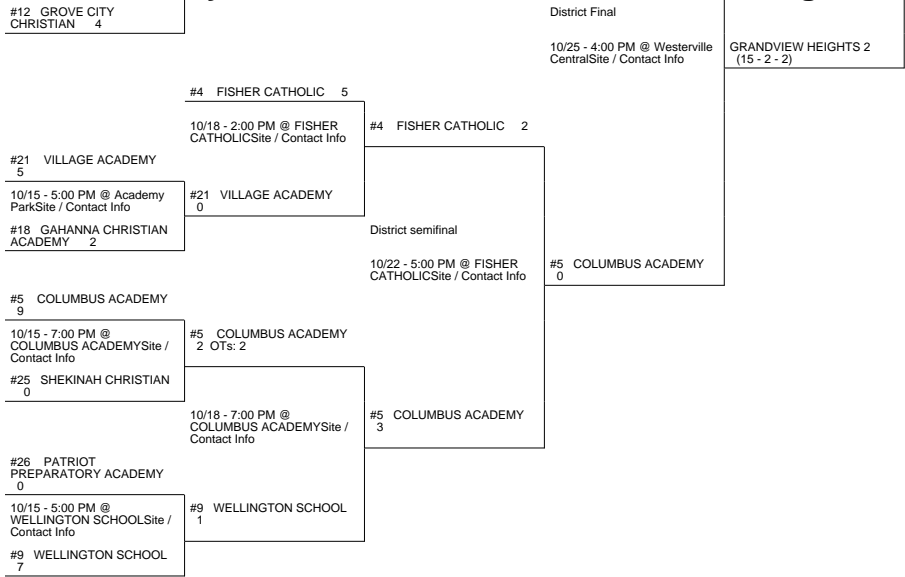 #12 GROVE CITY
CHRISTIAN 4
#21 VILLAGE ACADEMY
5
10/15 - 5:00 PM @ Academy
ParkSite / Contact Info
#18 GAHANNA CHRISTIAN
ACADEMY 2
#5 COLUMBUS ACADEMY
9
10/15 - 7:00 PM @
COLUMBUS ACADEMYSite /
Contact Info
#25 SHEKINAH CHRISTIAN
0
#26 PATRIOT
PREPARATORY ACADEMY
0
10/15 - 5:00 PM @
WELLINGTON SCHOOLSite /
Contact Info
#9 WELLINGTON SCHOOL
7
#4 FISHER CATHOLIC 5
10/18 - 2:00 PM @ FISHER
CATHOLICSite / Contact Info
#21 VILLAGE ACADEMY
0
#5 COLUMBUS ACADEMY
2 OTs: 2
10/18 - 7:00 PM @
COLUMBUS ACADEMYSite /
Contact Info
#9 WELLINGTON SCHOOL
1
#4 FISHER CATHOLIC 2
District semifinal
10/22 - 5:00 PM @ FISHER
CATHOLICSite / Contact Info
#5 COLUMBUS ACADEMY
3
District Final
10/25 - 4:00 PM @ Westerville
CentralSite / Contact Info
#5 COLUMBUS ACADEMY
0
GRANDVIEW HEIGHTS 2
(15 - 2 - 2)